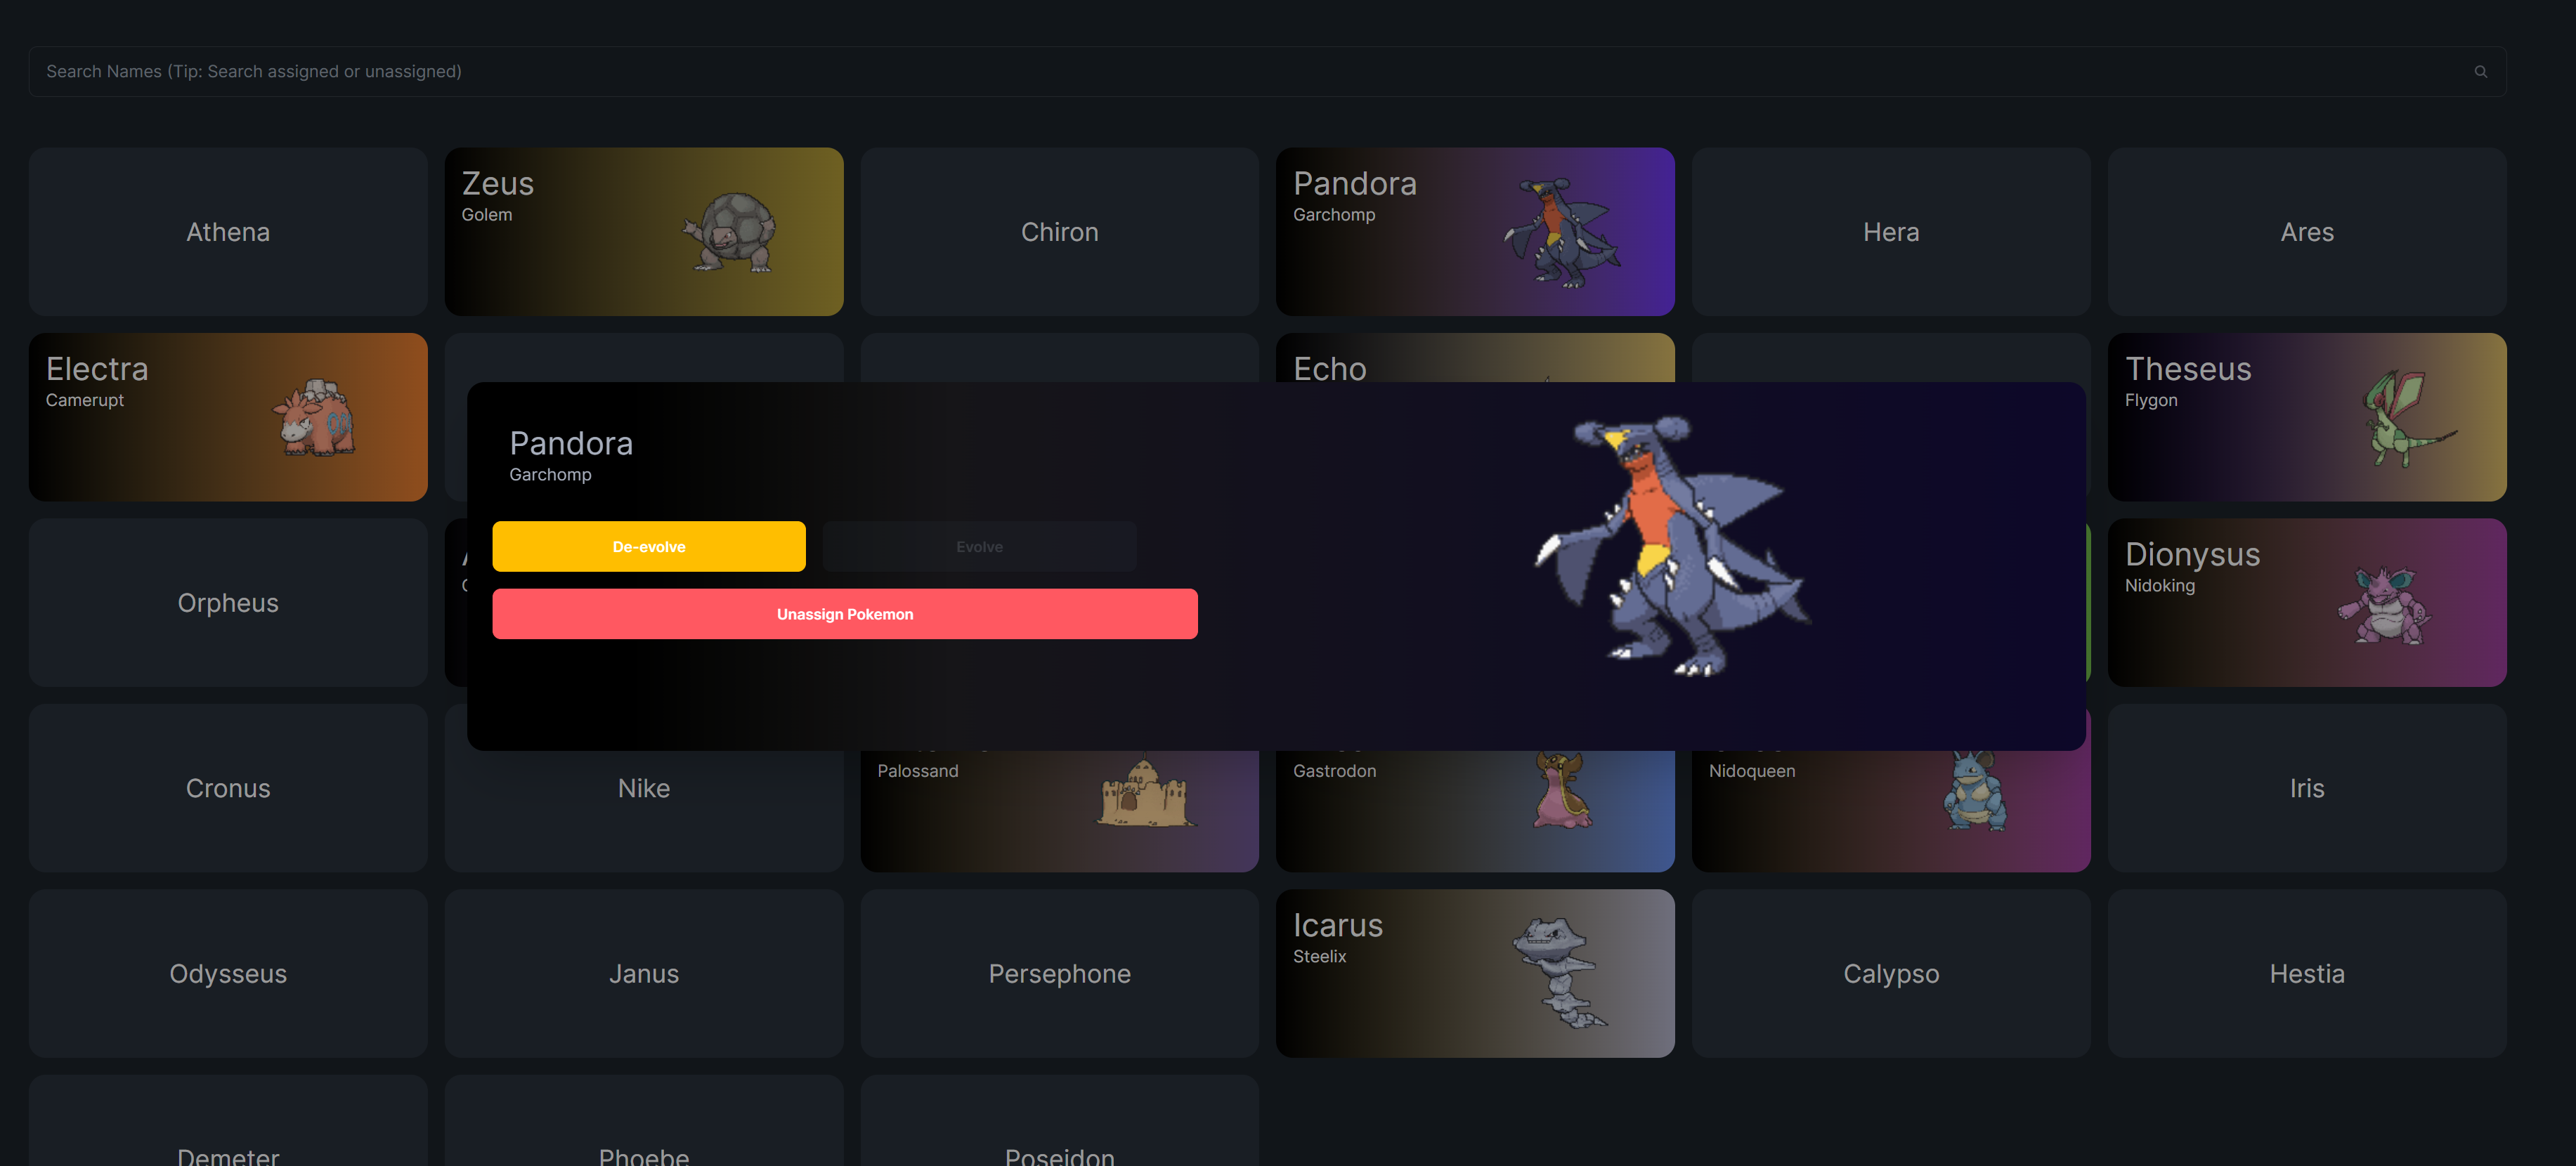 Search Names (Tip: Search assigned or unassigned)
Athena
Zeus
Golem
Chiron
Pandora
Garchomp
Hera
Ares
Electra
Camerupt
Echo
Theseus
Flygon
Pandora
Garchomp
De-evolve
Evolve
Unassign Pokemon
Orpheus
Dionysus
Nidoking
Cronus
Nike
Palossand
Gastrodon
Nidoqueen
Iris
Odysseus
Janus
Persephone
Icarus
Steelix
Calypso
Hestia
Demeter
Phoebe
Poseidon